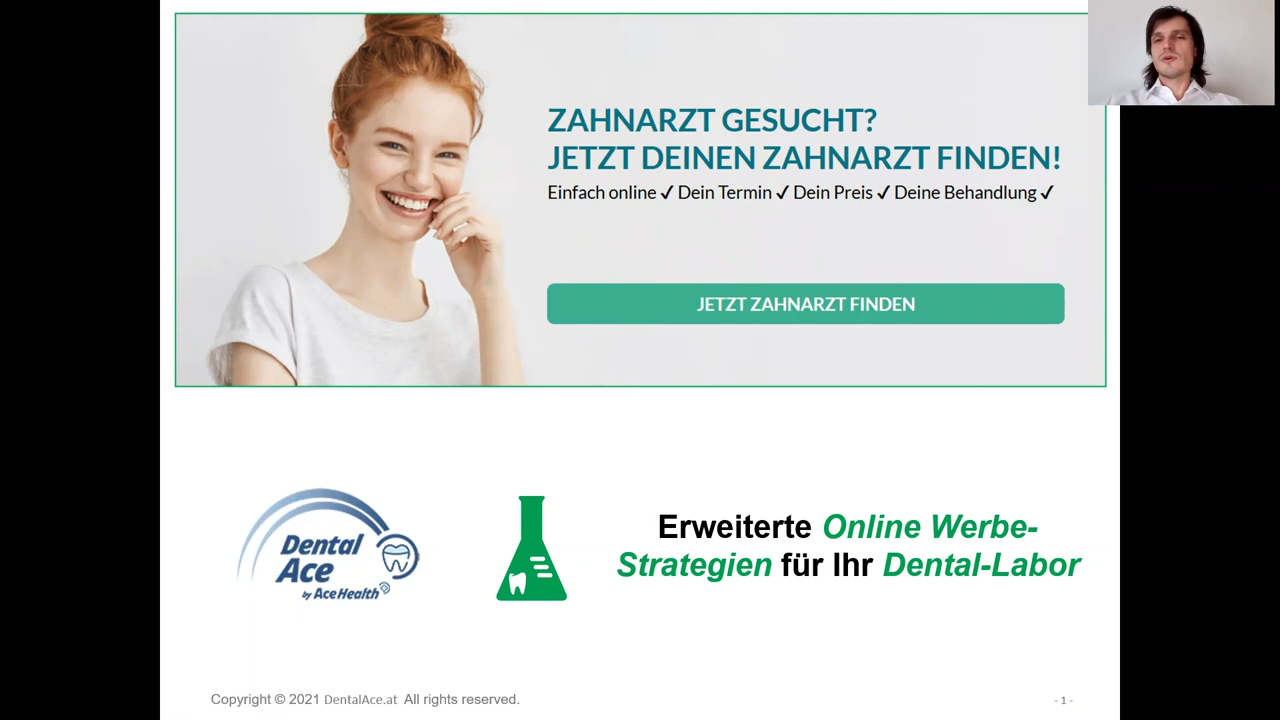 ZAHNARZT GESUCHT?
JETZT DEINEN ZAHNARZT FINDEN!
Einfach online ✓ Dein Termin ✓ Dein Preis ✓ Deine Behandlung ✓
JETZT ZAHNARZT FINDEN
Dental
Ace
by AceHealth
Erweiterte Online Werbe-
Strategien für Ihr Dental-Labor
Copyright © 2021 DentalAce.at All rights reserved.
- 1 -